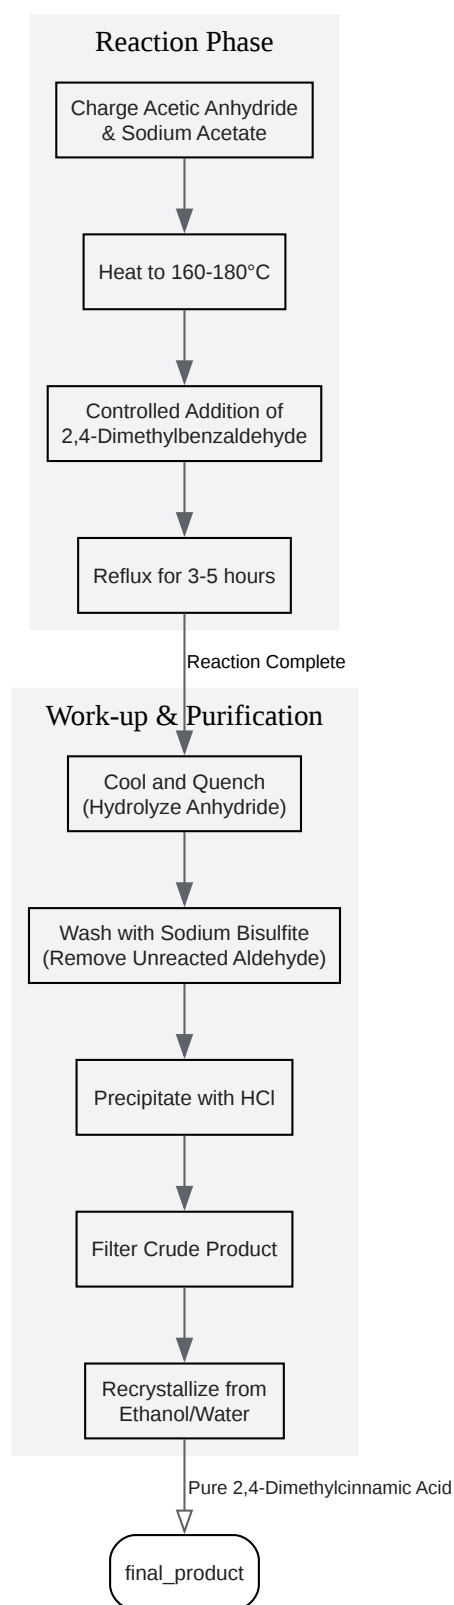 Reaction Phase
Charge Acetic Anhydride
& Sodium Acetate
Heat to 160-180°C
Controlled Addition of
2,4-Dimethylbenzaldehyde
Reflux for 3-5 hours
Reaction Complete
Work-up & Purification
Cool and Quench
(Hydrolyze Anhydride)
Wash with Sodium Bisulfite
(Remove Unreacted Aldehyde)
Precipitate with HCl
Filter Crude Product
Recrystallize from
Ethanol/Water
Pure 2,4-Dimethylcinnamic Acid
final_product